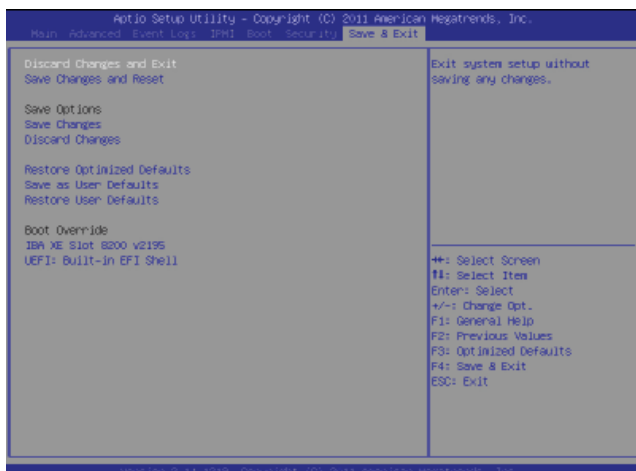 Aptio Setup Utility - Copyright (C) 2011 American Megatrends, Inc.
Main Advanced Event Logs IPMI Boot Security Save & Exit
Discard Changes and Exit
Save Changes and Reset
Save Options
Save Changes
Discard Changes
Restore Optimized Defaults
Save as User Defaults
Restore User Defaults
Boot Override
IBA XE Slot 8200 v2195
UEFI: Built-in EFI Shell
Exit system setup without
saving any changes.
: Select Screen
: Select Item
Enter: Select
+/-: Change Opt.
F1: General Help
F2: Previous Values
F3: Optimized Defaults
F4: Save & Exit
ESC: Exit